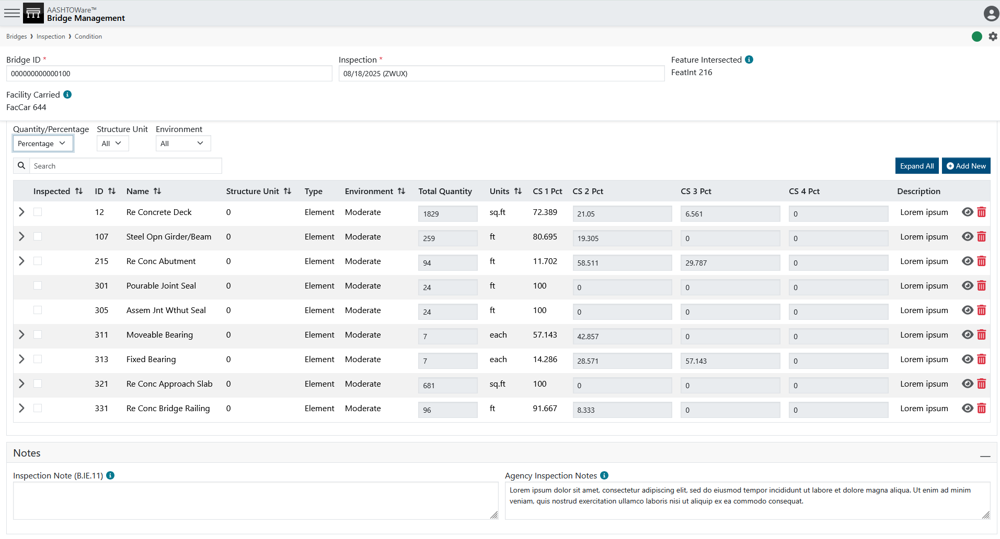 AASHTOWare™
Bridge Management
Bridges ❯ Inspection ❯ Condition
Bridge ID * Inspection * Feature Intersected
000000000000100 08/18/2025 (ZWUX) FeatInt 216
Facility Carried
FacCar 644
Quantity/Percentage Structure Unit Environment
Percentage All All
Search Expand All Add New
Inspected ID Name Structure Unit Type Environment Total Quantity Units CS 1 Pct CS 2 Pct CS 3 Pct CS 4 Pct Description
12 Re Concrete Deck 0 Element Moderate 1829 sq.ft 72.389 21.05 6.561 0 Lorem ipsum
107 Steel Opn Girder/Beam 0 Element Moderate 259 ft 80.695 19.305 0 0 Lorem ipsum
215 Re Conc Abutment 0 Element Moderate 94 ft 11.702 58.511 29.787 0 Lorem ipsum
301 Pourable Joint Seal 0 Element Moderate 24 ft 100 0 0 0 Lorem ipsum
305 Assem Jnt Wthut Seal 0 Element Moderate 24 ft 100 0 0 0 Lorem ipsum
311 Moveable Bearing 0 Element Moderate 7 each 57.143 42.857 0 0 Lorem ipsum
313 Fixed Bearing 0 Element Moderate 7 each 14.286 28.571 57.143 0 Lorem ipsum
321 Re Conc Approach Slab 0 Element Moderate 681 sq.ft 100 0 0 0 Lorem ipsum
331 Re Conc Bridge Railing 0 Element Moderate 96 ft 91.667 8.333 0 0 Lorem ipsum
Notes
Inspection Note (B.IE.11) Agency Inspection Notes
Lorem ipsum dolor sit amet, consectetur adipiscing elit, sed do eiusmod tempor incididunt ut labore et dolore magna aliqua. Ut enim ad minim
veniam, quis nostrud exercitation ullamco laboris nisi ut aliquip ex ea commodo consequat.